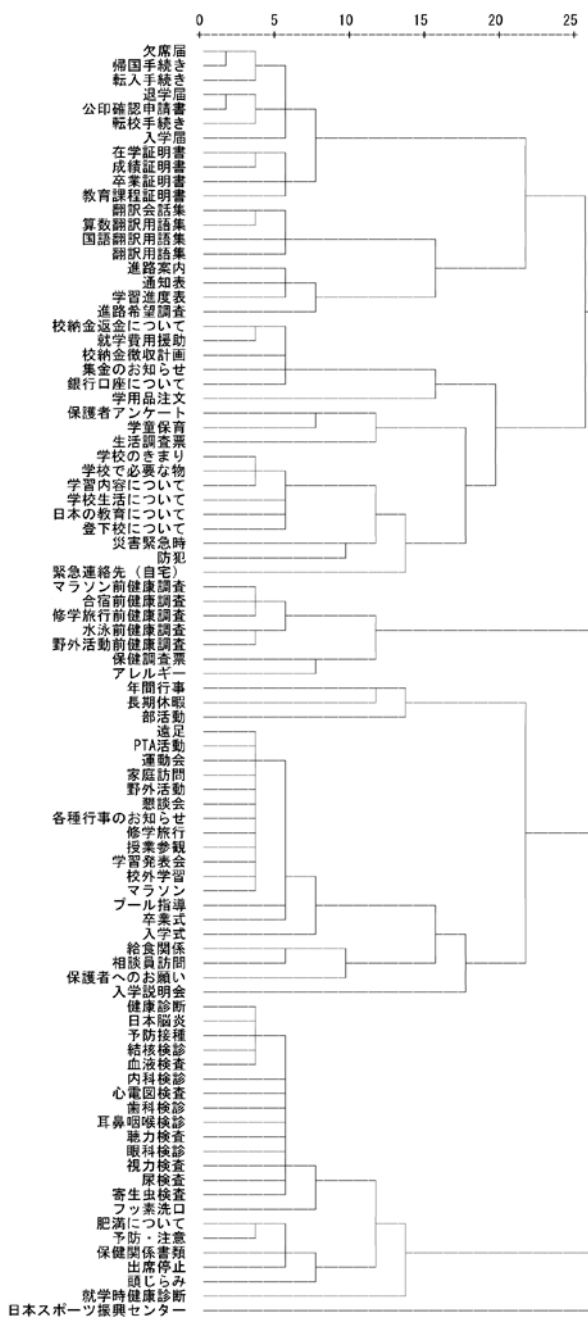 0 5 10 15 20 25
欠席届
帰国手続き
転入手続き
退学届
公印確認申請書
転校手続き
入学届
在学証明書
成績証明書
卒業証明書
教育課程証明書
翻訳会話集
算数翻訳用語集
国語翻訳用語集
翻訳用語集
進路案内
通知表
学習進度表
進路希望調査
校納金返金について
就学費用援助
校納金徴収計画
集金のお知らせ
銀行口座について
学用品注文
保護者アンケート
学童保育
生活調査票
学校のきまり
学校で必要な物
学習内容について
学校生活について
日本の教育について
登下校について
災害緊急時
防犯
緊急連絡先（自宅）
マラソン前健康調査
合宿前健康調査
修学旅行前健康調査
水泳前健康調査
野外活動前健康調査
保健調査票
アレルギー
年間行事
長期休暇
部活動
遠足
PTA活動
運動会
家庭訪問
野外活動
懇談会
各種行事のお知らせ
修学旅行
授業参観
学習発表会
校外学習
マラソン
プール指導
卒業式
入学式
給食関係
相談員訪問
保護者へのお願い
入学説明会
健康診断
日本脳炎
予防接種
結核検診
血液検査
内科検診
心電図検査
歯科検診
耳鼻咽喉検診
聴力検査
眼科検診
視力検査
尿検査
寄生虫検査
フッ素洗口
肥満について
予防・注意
保健関係書類
出席停止
頭じらみ
就学時健康診断
日本スポーツ振興センター